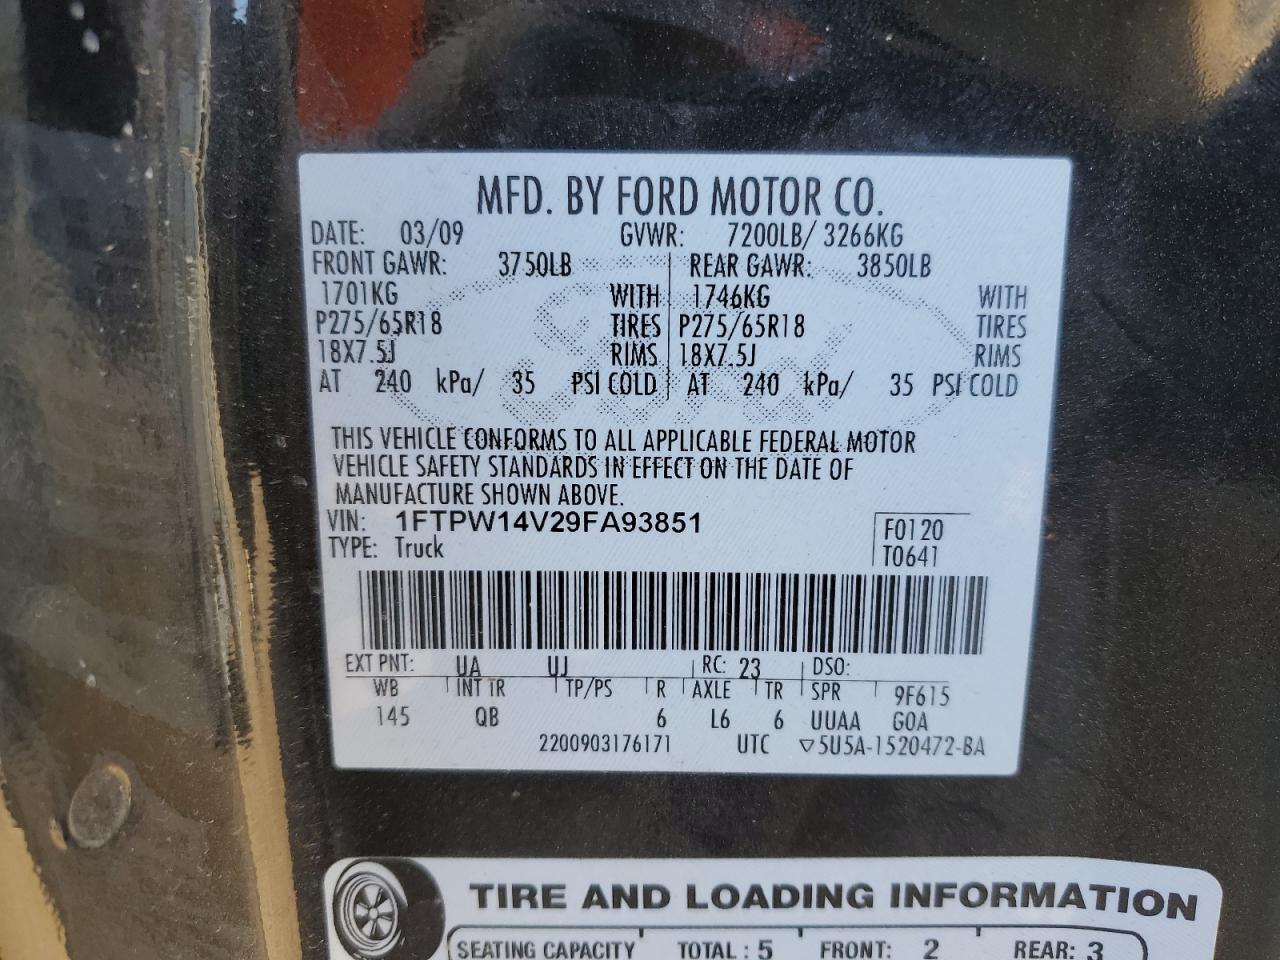 MFD. BY FORD MOTOR CO.
DATE: 03/09 GVWR: 7200LB/ 3266KG
FRONT GAWR: 3750LB REAR GAWR: 3850LB
1701KG WITH 1746KG WITH
P275/65R18 TIRES P275/65R18 TIRES
18X7.5J RIMS 18X7.5J RIMS
AT 240 kPa/ 35 PSI COLD AT 240 kPa/ 35 PSI COLD
THIS VEHICLE CONFORMS TO ALL APPLICABLE FEDERAL MOTOR
VEHICLE SAFETY STANDARDS IN EFFECT ON THE DATE OF
MANUFACTURE SHOWN ABOVE.
VIN: 1FTPW14V29FA93851 F0120
TYPE: Truck T0641
EXT PNT: UA UJ RC: 23 DSO:
WB INT TR TP/PS R AXLE TR SPR 9F615
145 QB 6 L6 6 UUAA GOA
2200903176171 UTC ▽5U5A-1520472-BA
TIRE AND LOADING INFORMATION
SEATING CAPACITY TOTAL : 5 FRONT: 2 REAR: 3